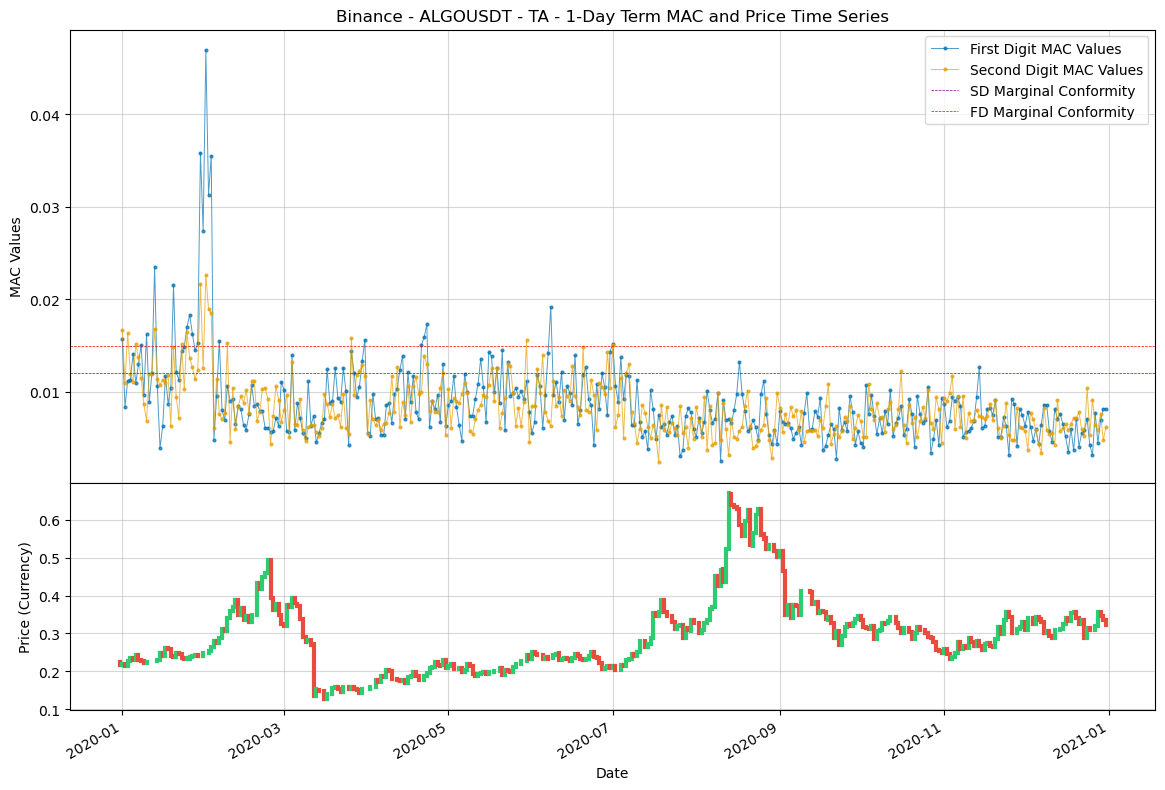 Binance - ALGOUSDT - TA - 1-Day Term MAC and Price Time Series
First Digit MAC Values
Second Digit MAC Values
SD Marginal Conformity
FD Marginal Conformity
MAC Values
0.04
0.03
0.02
0.01
Price (Currency)
0.6
0.5
0.4
0.3
0.2
0.1
2020-01
2020-03
2020-05
2020-07
2020-09
2020-11
2021-01
Date